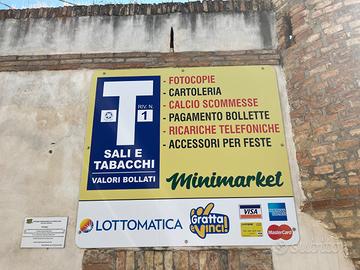 T
RIV. N.
1
SALI E
TABACCHI
VALORI BOLLATI
- FOTOCOPIE
- CARTOLERIA
- CALCIO SCOMMESSE
- PAGAMENTO BOLLETTE
- RICARICHE TELEFONICHE
- ACCESSORI PER FESTE
Minimarket
LOTTOMATICA
Gratta
e Vinci!
VISA
MasterCard